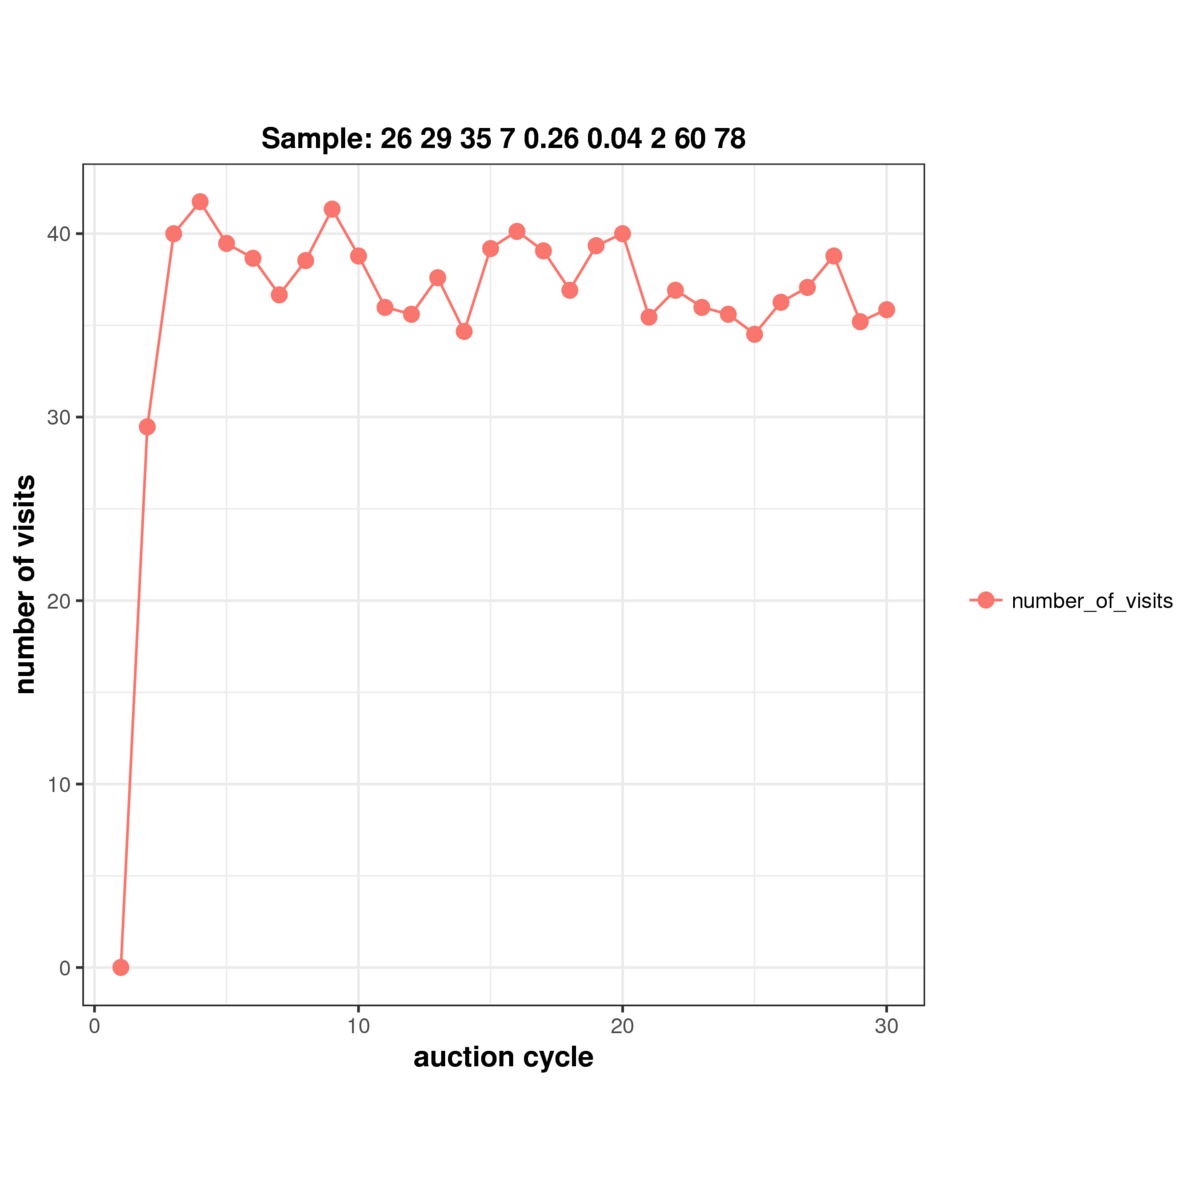 Sample: 26 29 35 7 0.26 0.04 2 60 78
number of visits
40
30
20
10
0
0 10 20 30
auction cycle
number_of_visits